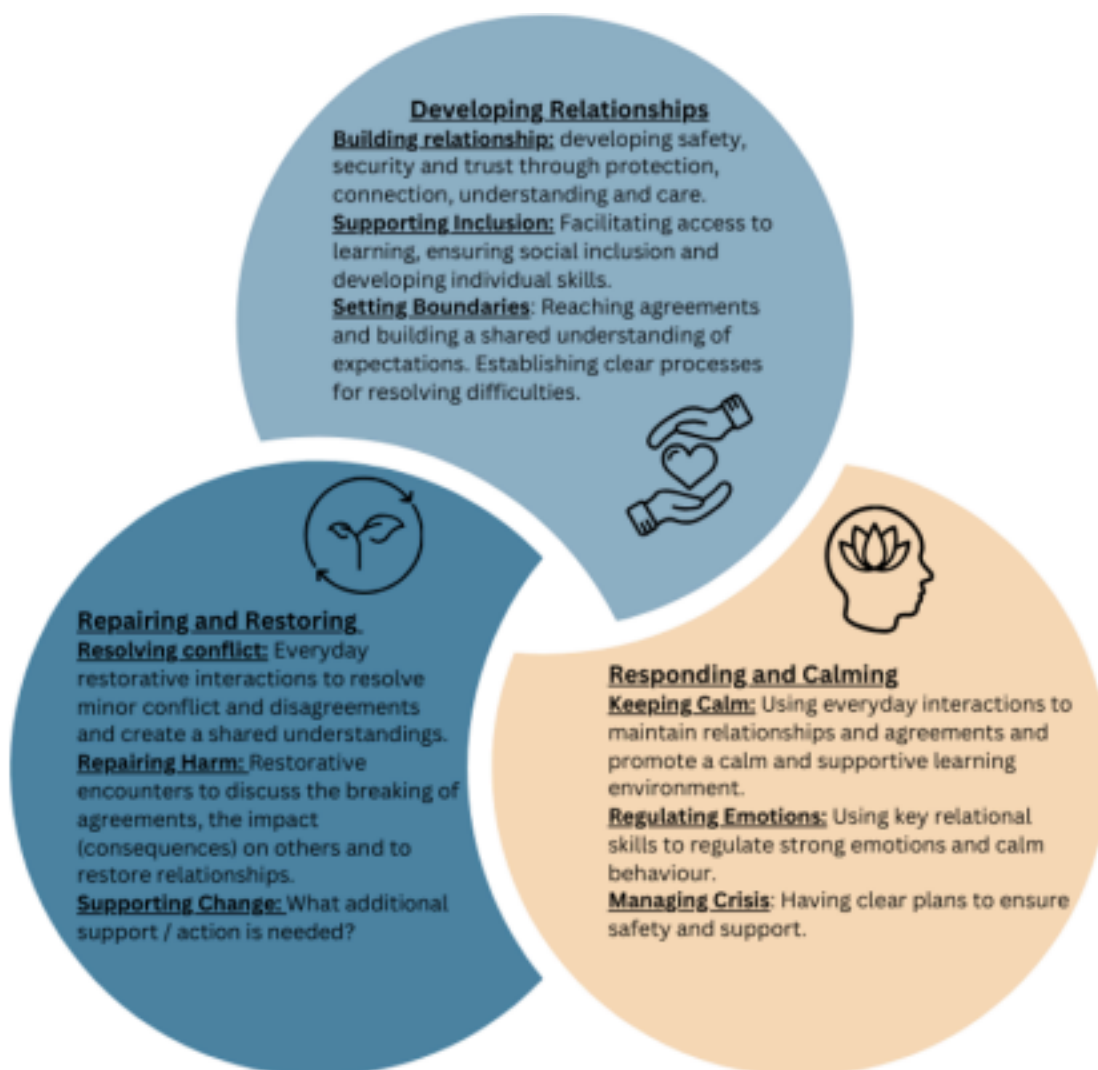 Developing Relationships
Building relationship: developing safety,
security and trust through protection,
connection, understanding and care.
Supporting Inclusion: Facilitating access to
learning, ensuring social inclusion and
developing individual skills.
Setting Boundaries: Reaching agreements
and building a shared understanding of
expectations. Establishing clear processes
for resolving difficulties.
Repairing and Restoring
Resolving conflict: Everyday
restorative interactions to resolve
minor conflict and disagreements
and create a shared understandings.
Repairing Harm: Restorative
encounters to discuss the breaking of
agreements, the impact
(consequences) on others and to
restore relationships.
Supporting Change: What additional
support / action is needed?
Responding and Calming
Keeping Calm: Using everyday interactions to
maintain relationships and agreements and
promote a calm and supportive learning
environment.
Regulating Emotions: Using key relational
skills to regulate strong emotions and calm
behaviour.
Managing Crisis: Having clear plans to ensure
safety and support.